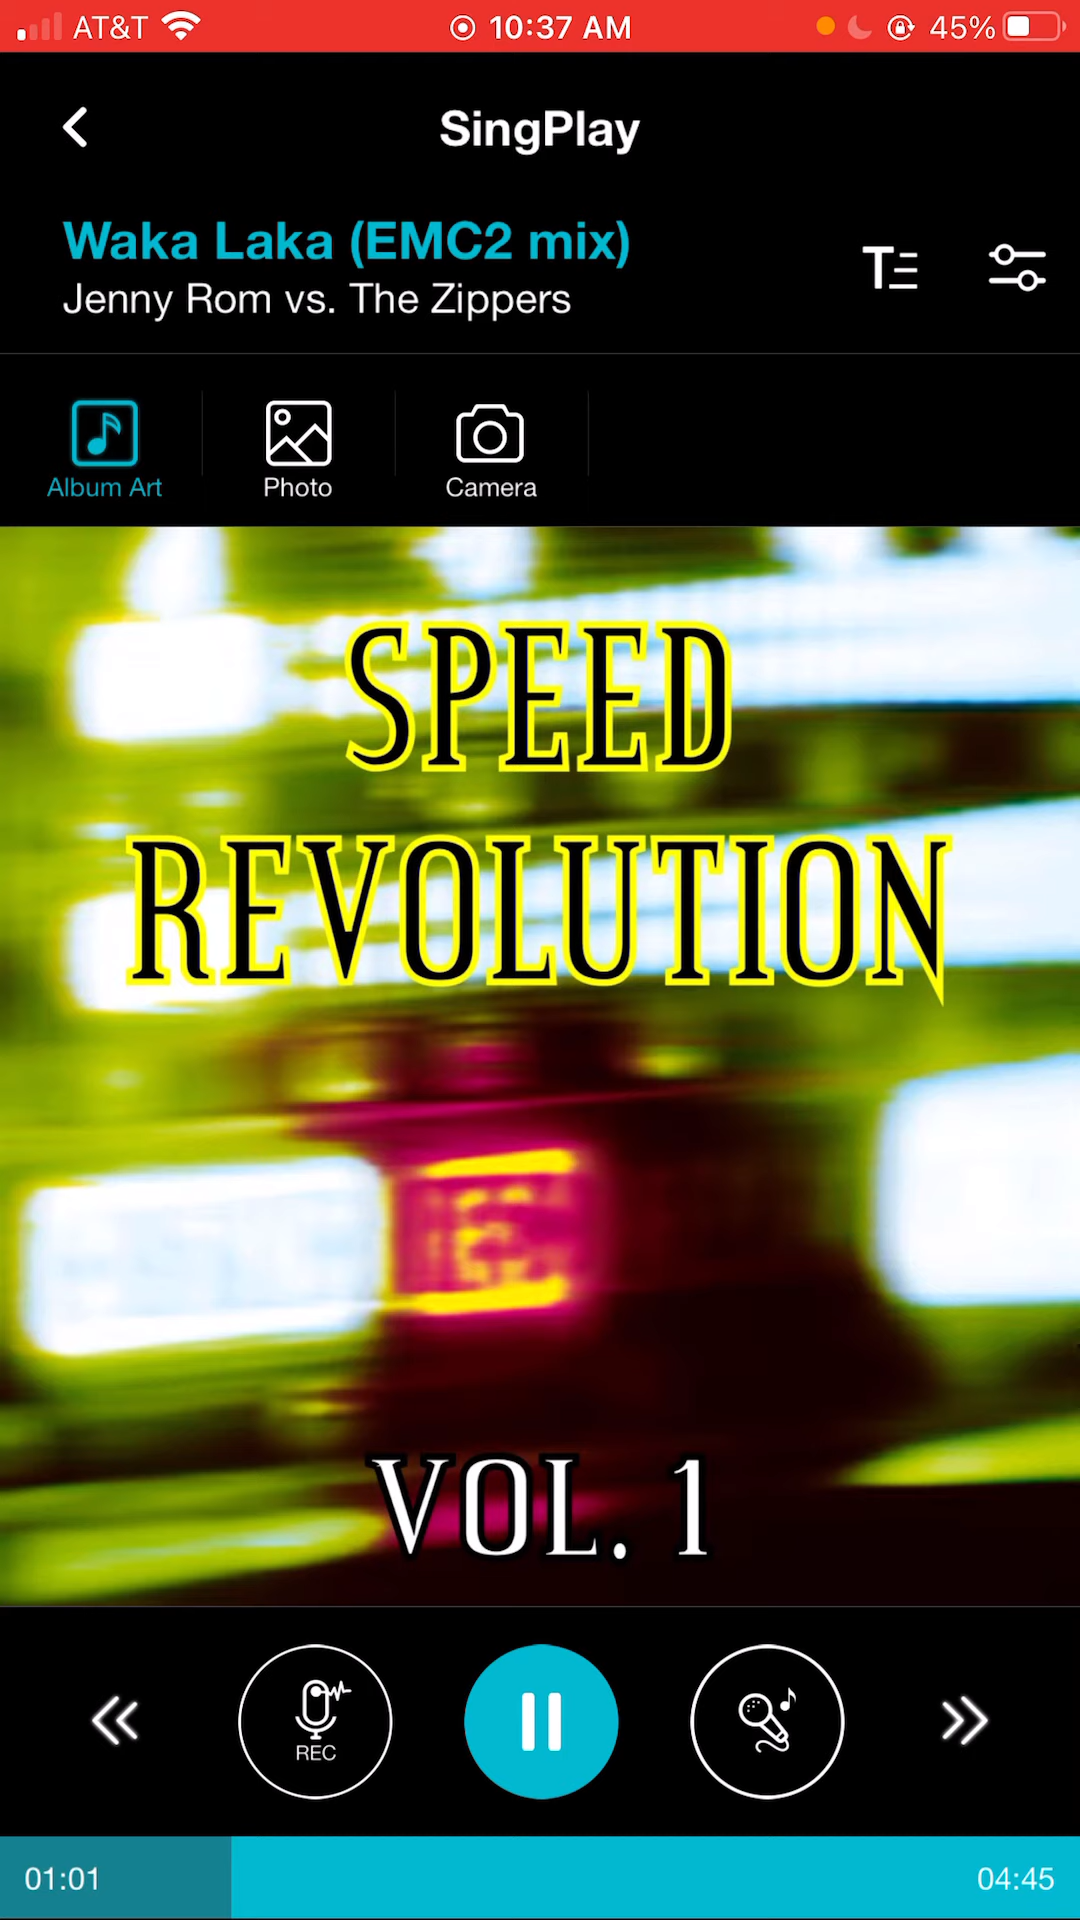 AT&T 10:37 AM 45%
SingPlay
Waka Laka (EMC2 mix)
Jenny Rom vs. The Zippers
Album Art Photo Camera
SPEED
REVOLUTION
VOL. 1
REC
01:01 04:45